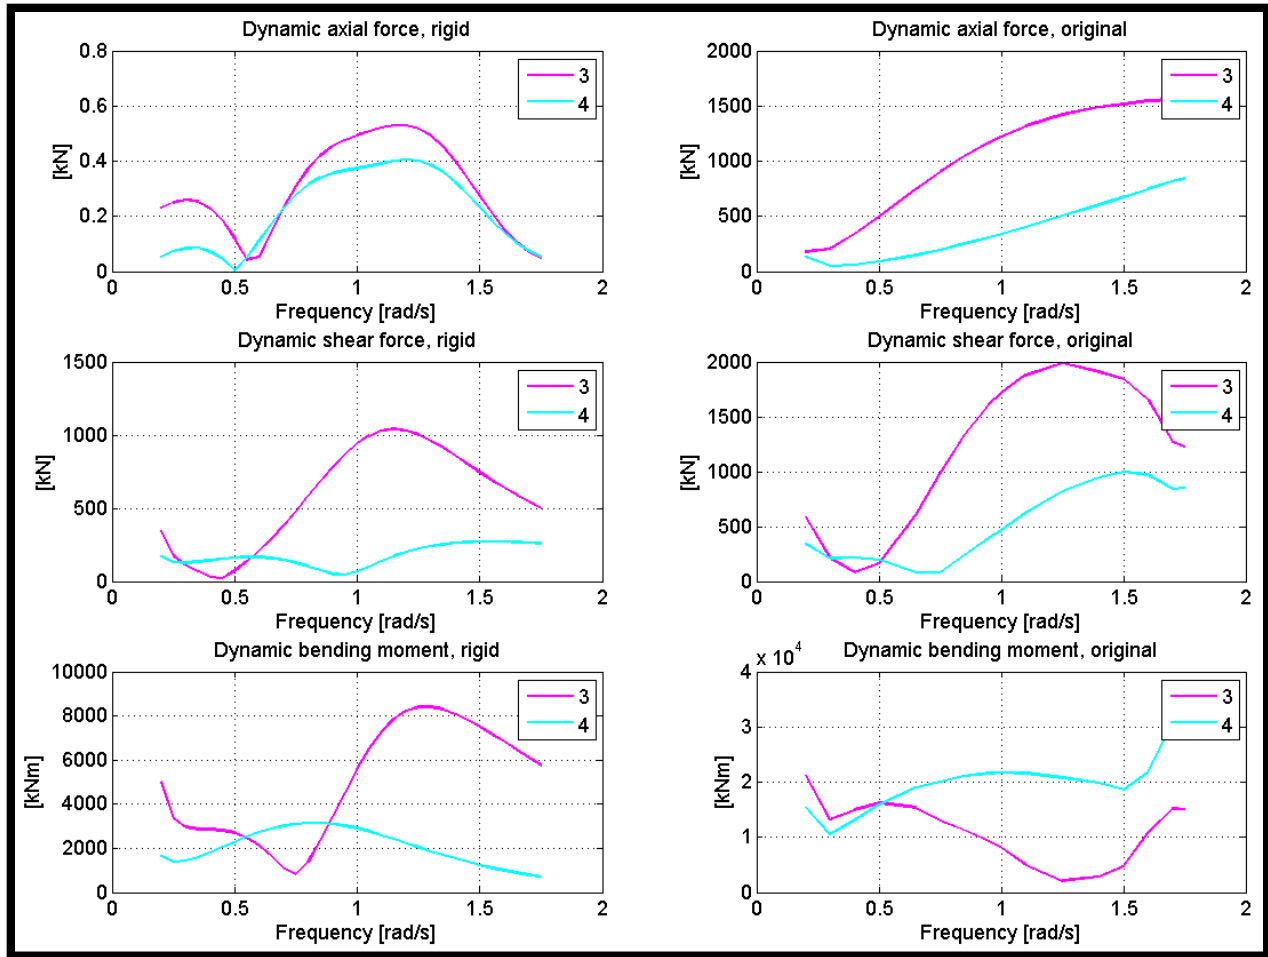 Dynamic axial force, rigid
0.8
0.6
0.4
0.2
0
[kN]
0 0.5 1 1.5 2
Frequency [rad/s]
3
4
Dynamic axial force, original
2000
1500
1000
500
0
[kN]
0 0.5 1 1.5 2
Frequency [rad/s]
3
4
Dynamic shear force, rigid
1500
1000
500
0
[kN]
0 0.5 1 1.5 2
Frequency [rad/s]
3
4
Dynamic shear force, original
2000
1500
1000
500
0
[kN]
0 0.5 1 1.5 2
Frequency [rad/s]
3
4
Dynamic bending moment, rigid
10000
8000
6000
4000
2000
0
[kNm]
0 0.5 1 1.5 2
Frequency [rad/s]
3
4
x 10^4 Dynamic bending moment, original
4
3
2
1
0
[kNm]
0 0.5 1 1.5 2
Frequency [rad/s]
3
4